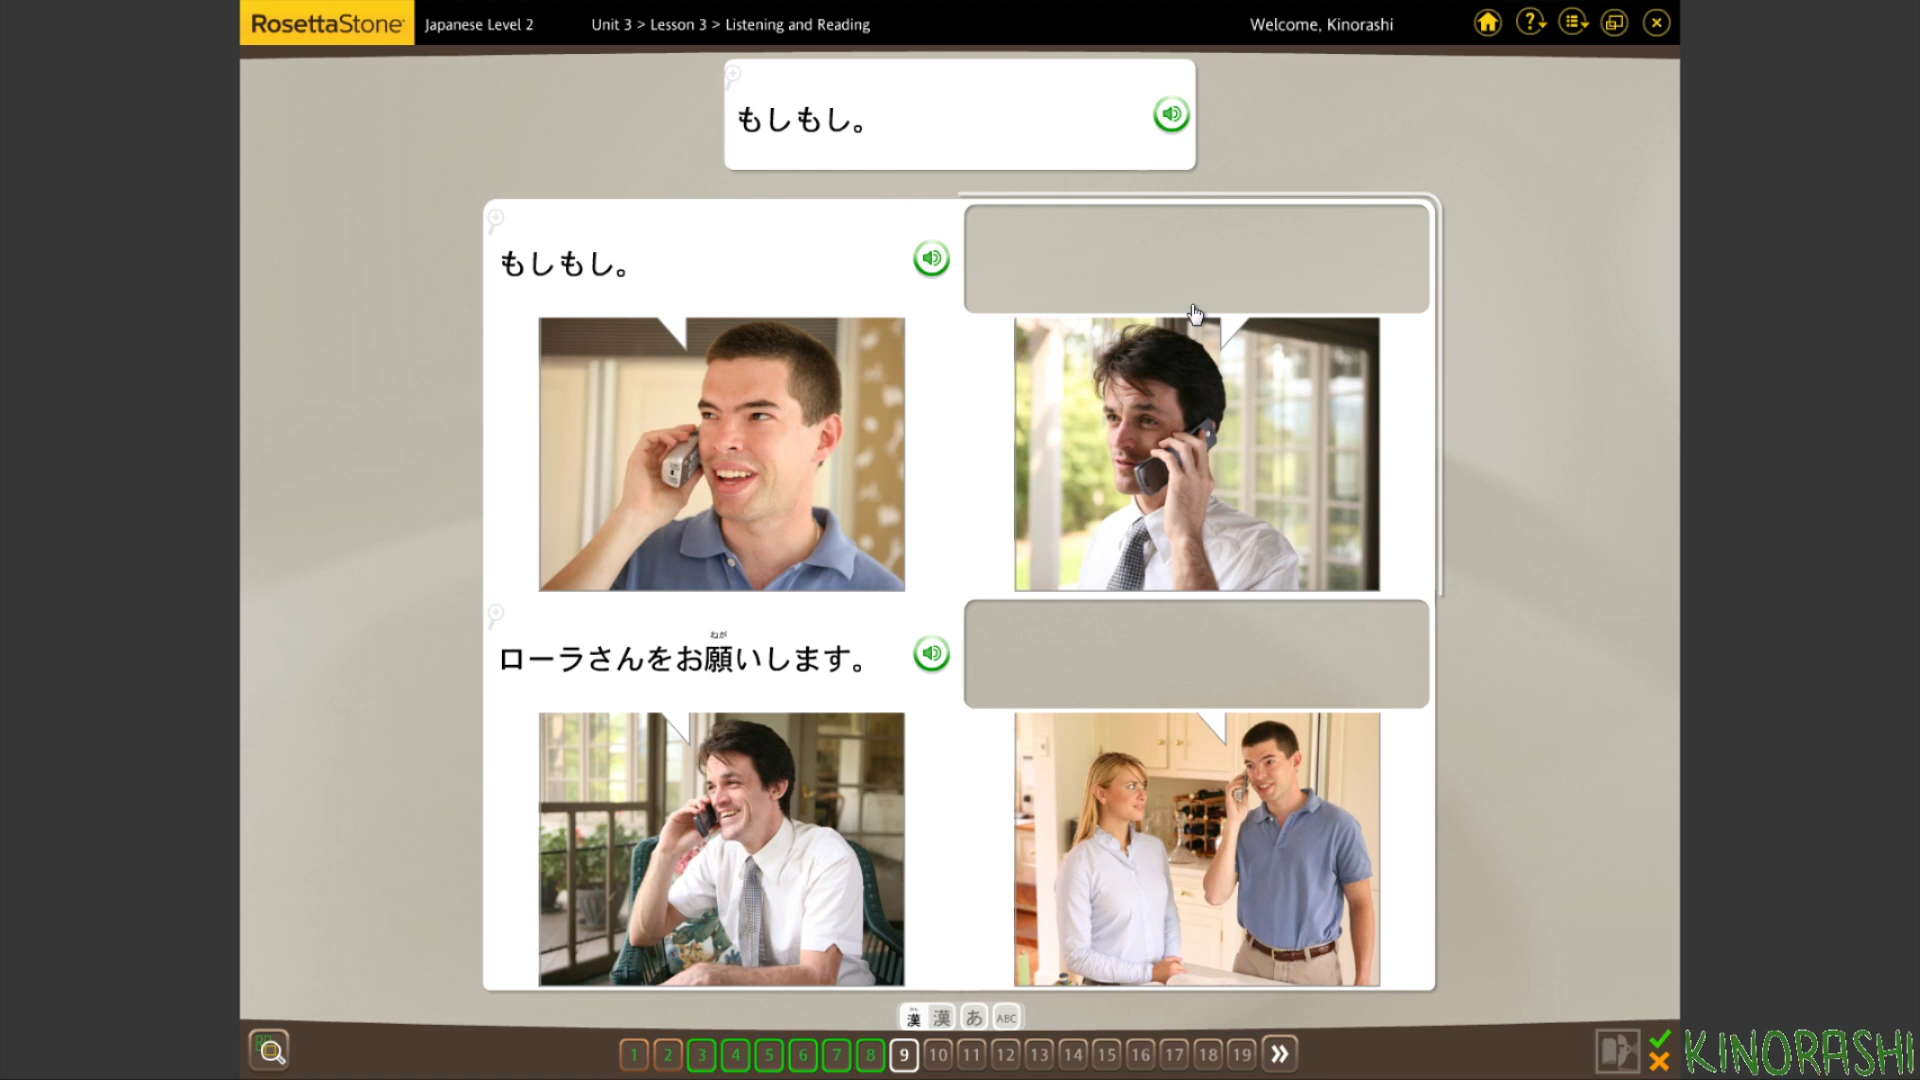 RosettaStone
Japanese Level 2
Unit 3 > Lesson 3 > Listening and Reading
Welcome, Kinorashi
もしもし。
もしもし。
ねが
ローラさんをお願いします。
漢 漢 あ ABC
1 2 3 4 5 6 7 8 9 10 11 12 13 14 15 16 17 18 19 »
KINORASHI